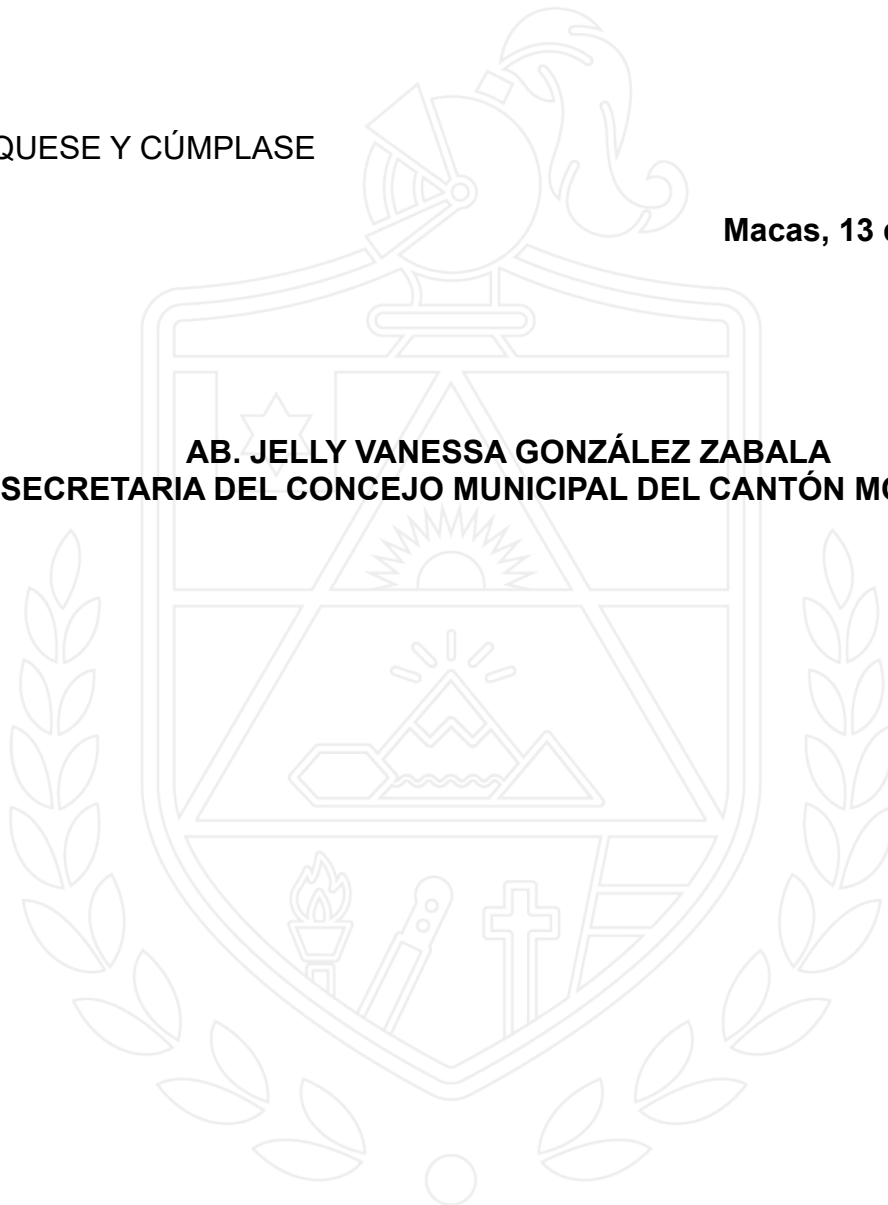 QUESE Y CÚMPLASE
Macas, 13
AB. JELLY VANESSA GONZÁLEZ ZABALA
SECRETARIA DEL CONCEJO MUNICIPAL DEL CANTÓN